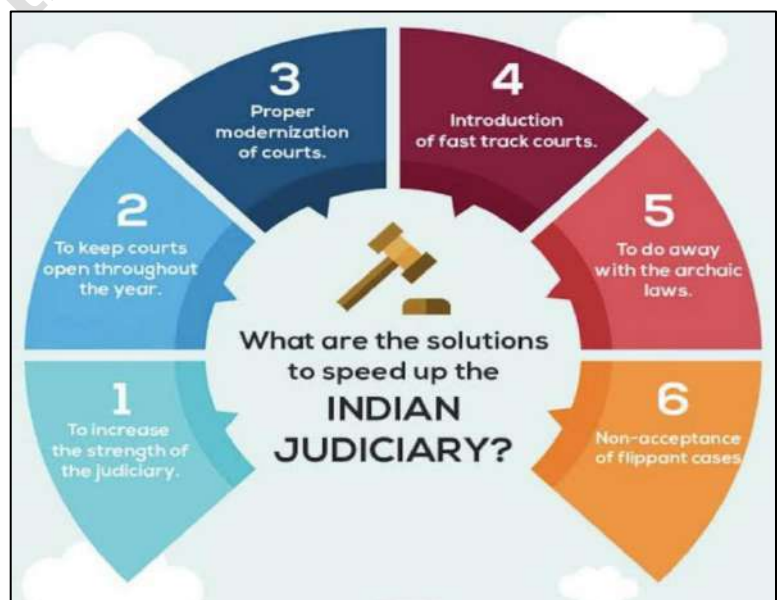 What are the solutions
to speed up the
INDIAN
JUDICIARY?
1
To increase
the strength of
the judiciary.
2
To keep courts
open throughout
the year.
3
Proper
modernization
of courts.
4
Introduction
of fast track courts.
5
To do away
with the archaic
laws.
6
Non-acceptance
of flippant cases